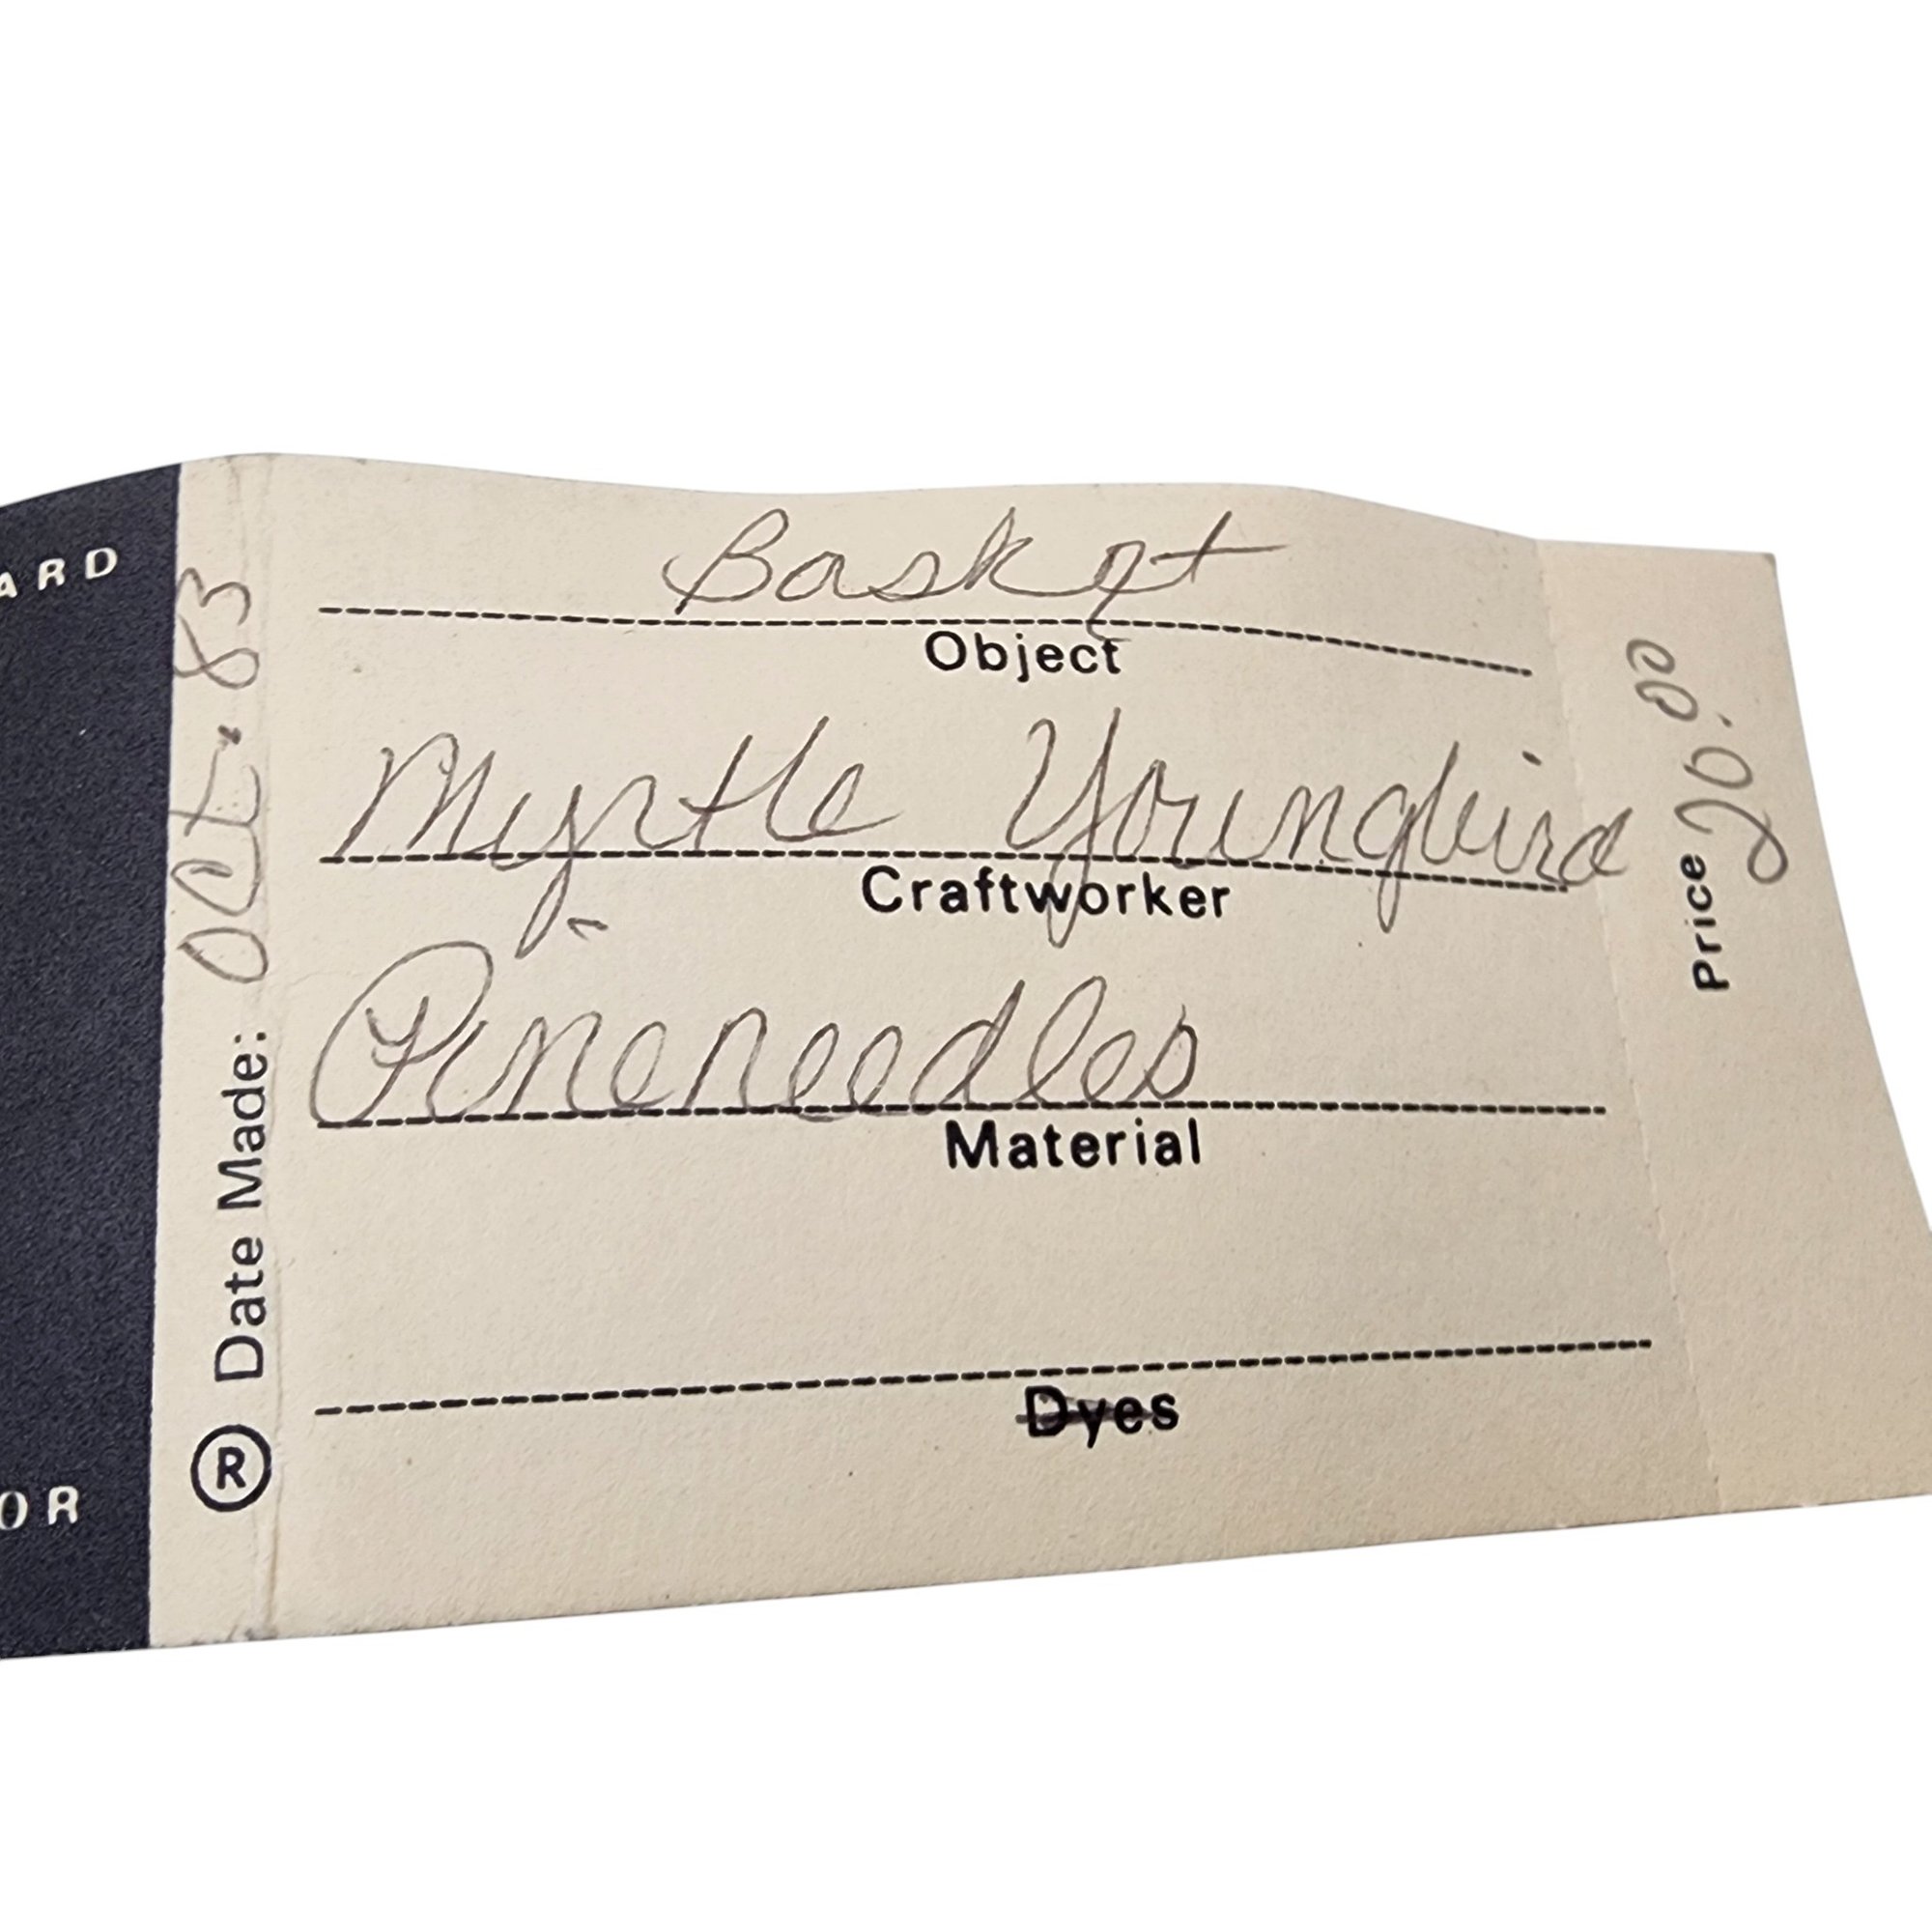 ARD
OR
® Date Made: Oct. 83
Basket
Object
Myrtle Youngbird
Craftworker
Pineneedles
Material
Dyes
Price 20.00